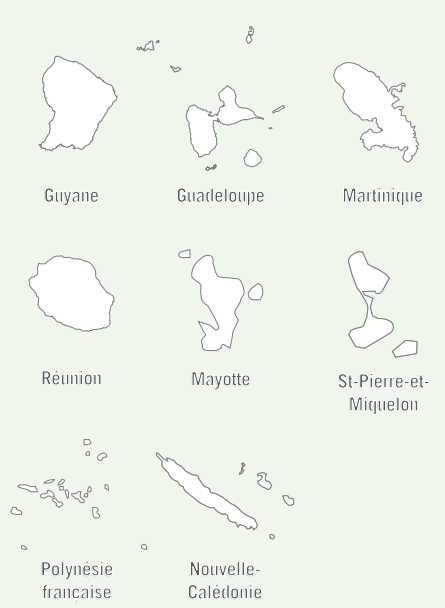 Guyane
Guadeloupe
Martinique
Réunion
Mayotte
St-Pierre-et-
Miquelon
Polynésie
française
Nouvelle-
Calédonie